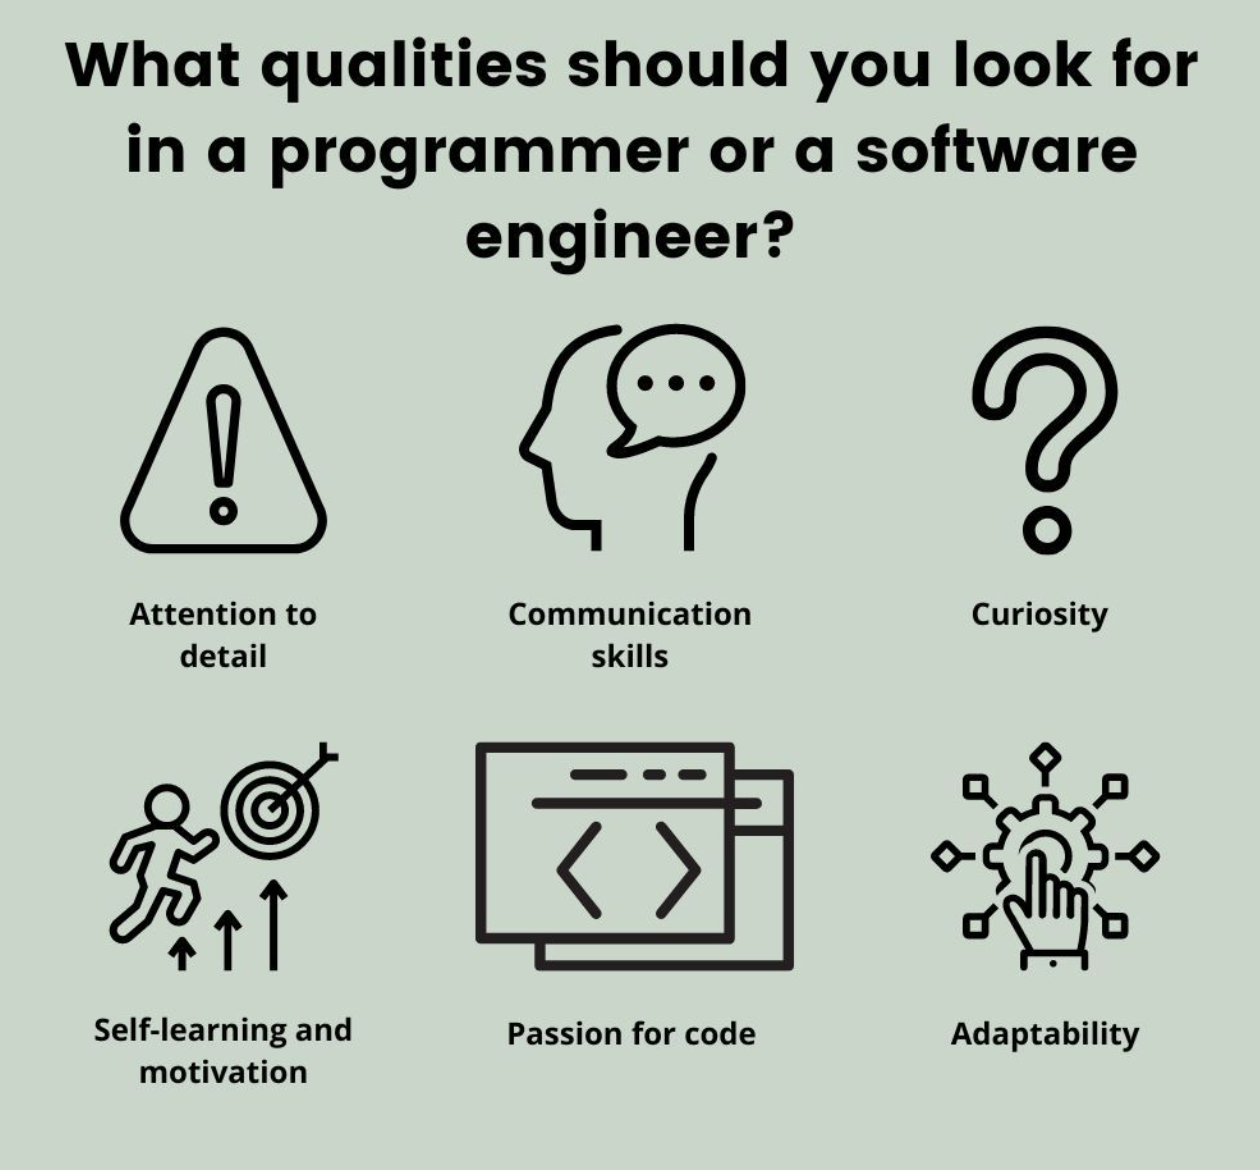 What qualities should you look for
in a programmer or a software
engineer?
Attention to
detail
Communication
skills
Curiosity
Self-learning and
motivation
Passion for code
Adaptability